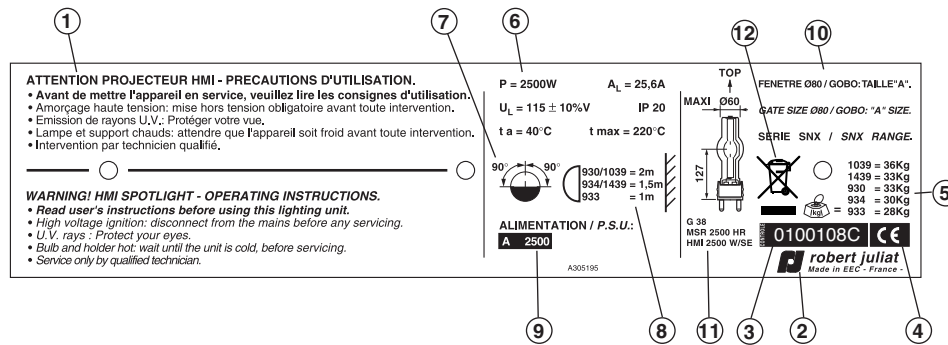 1
7
6
12
10
ATTENTION PROJECTEUR HMI - PRECAUTIONS D'UTILISATION.
• Avant de mettre l'appareil en service, veuillez lire les consignes d'utilisation.
• Amorçage haute tension: mise hors tension obligatoire avant toute intervention.
• Emission de rayons U.V.: Protéger votre vue.
• Lampe et support chauds: attendre que l'appareil soit froid avant toute intervention.
• Intervention par technicien qualifié.
WARNING! HMI SPOTLIGHT - OPERATING INSTRUCTIONS.
• Read user's instructions before using this lighting unit.
• High voltage ignition: disconnect from the mains before any servicing.
• U.V. rays : Protect your eyes.
• Bulb and holder hot: wait until the unit is cold, before servicing.
• Service only by qualified technician.
P = 2500W AL = 25,6A
UL = 115 ± 10%V IP 20
t a = 40°C t max = 220°C
90° 90°
930/1039 = 2m
934/1439 = 1,5m
933 = 1m
ALIMENTATION / P.S.U.:
A 2500
A305195
TOP
MAXI Ø60
127
G 38
MSR 2500 HR
HMI 2500 W/SE
FENETRE Ø80 / GOBO: TAILLE"A".
GATE SIZE Ø80 / GOBO: "A" SIZE.
SERIE SNX / SNX RANGE.
1039 = 36Kg
1439 = 33Kg
930 = 33Kg
934 = 30Kg
933 = 28Kg
(kg)
=
0100108C CE
robert juliat
Made in EEC - France -
5
9
8
11
3
2
4